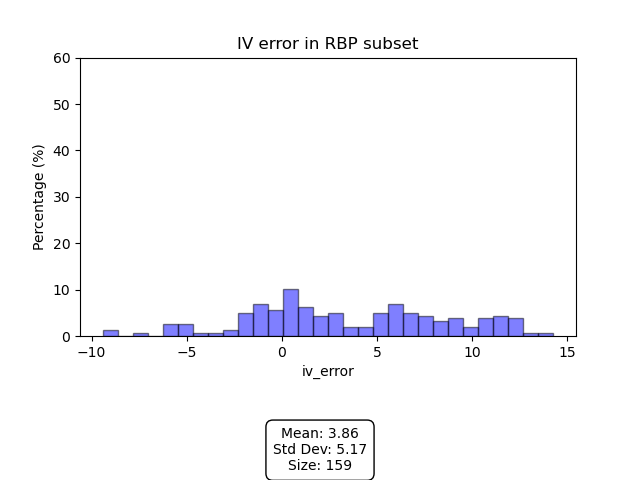 IV error in RBP subset
60
50
40
30
20
10
0
Percentage (%)
−10
−5
0
5
10
15
iv_error
Mean: 3.86
Std Dev: 5.17
Size: 159